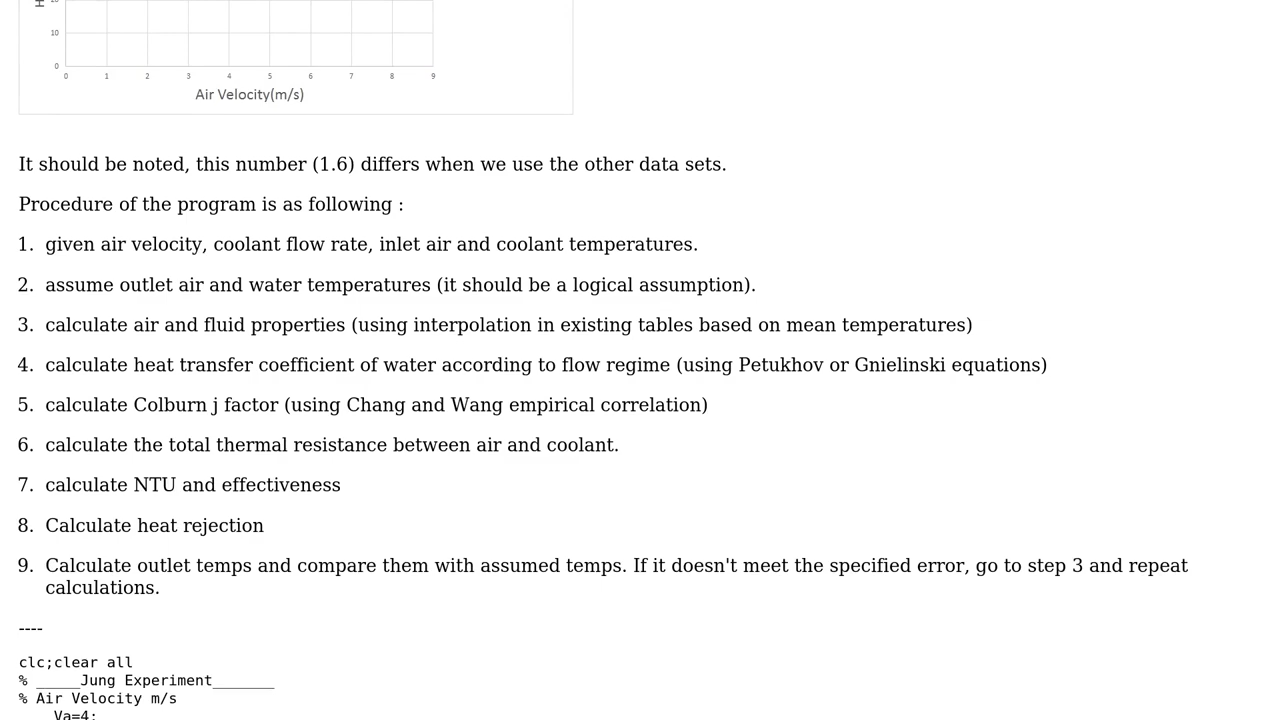 10
0
0 1 2 3 4 5 6 7 8 9
Air Velocity(m/s)
It should be noted, this number (1.6) differs when we use the other data sets.
Procedure of the program is as following :
1. given air velocity, coolant flow rate, inlet air and coolant temperatures.
2. assume outlet air and water temperatures (it should be a logical assumption).
3. calculate air and fluid properties (using interpolation in existing tables based on mean temperatures)
4. calculate heat transfer coefficient of water according to flow regime (using Petukhov or Gnielinski equations)
5. calculate Colburn j factor (using Chang and Wang empirical correlation)
6. calculate the total thermal resistance between air and coolant.
7. calculate NTU and effectiveness
8. Calculate heat rejection
9. Calculate outlet temps and compare them with assumed temps. If it doesn't meet the specified error, go to step 3 and repeat
calculations.
----
clc;clear all
% _____Jung Experiment_______
% Air Velocity m/s
Va=4;